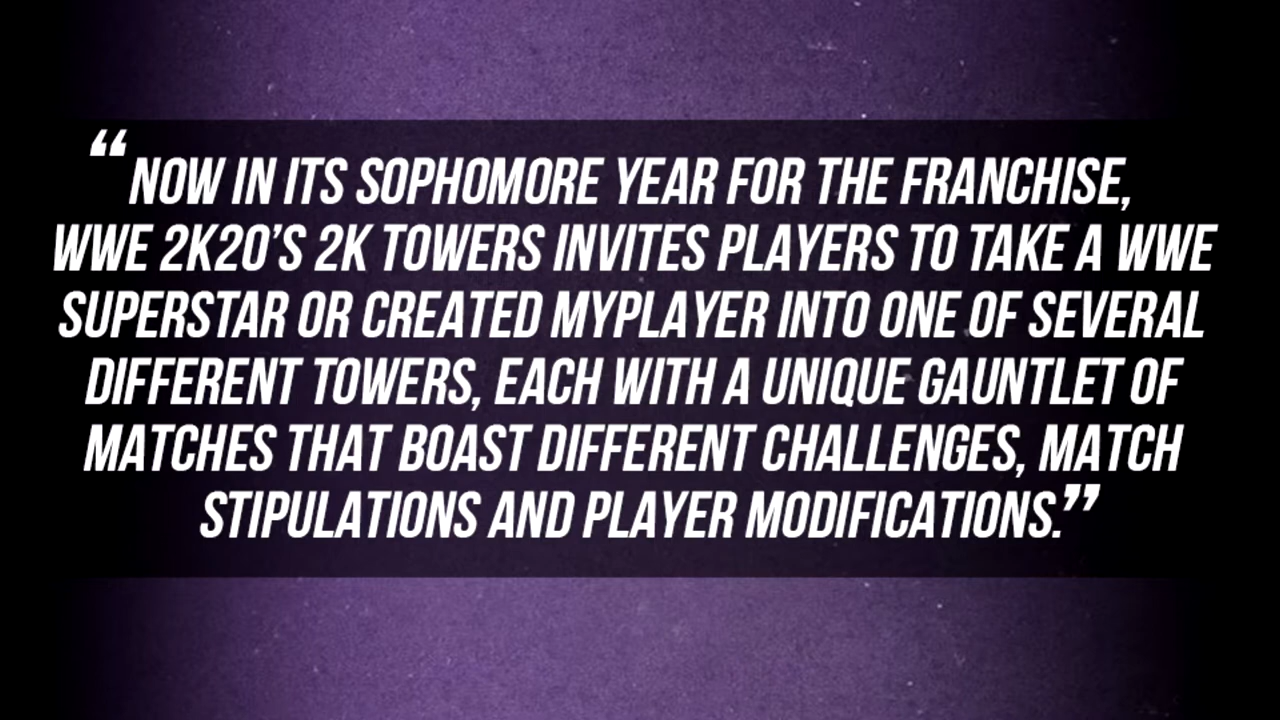 “NOW IN ITS SOPHOMORE YEAR FOR THE FRANCHISE,
WWE 2K20’S 2K TOWERS INVITES PLAYERS TO TAKE A WWE
SUPERSTAR OR CREATED MYPLAYER INTO ONE OF SEVERAL
DIFFERENT TOWERS, EACH WITH A UNIQUE GAUNTLET OF
MATCHES THAT BOAST DIFFERENT CHALLENGES, MATCH
STIPULATIONS AND PLAYER MODIFICATIONS.”